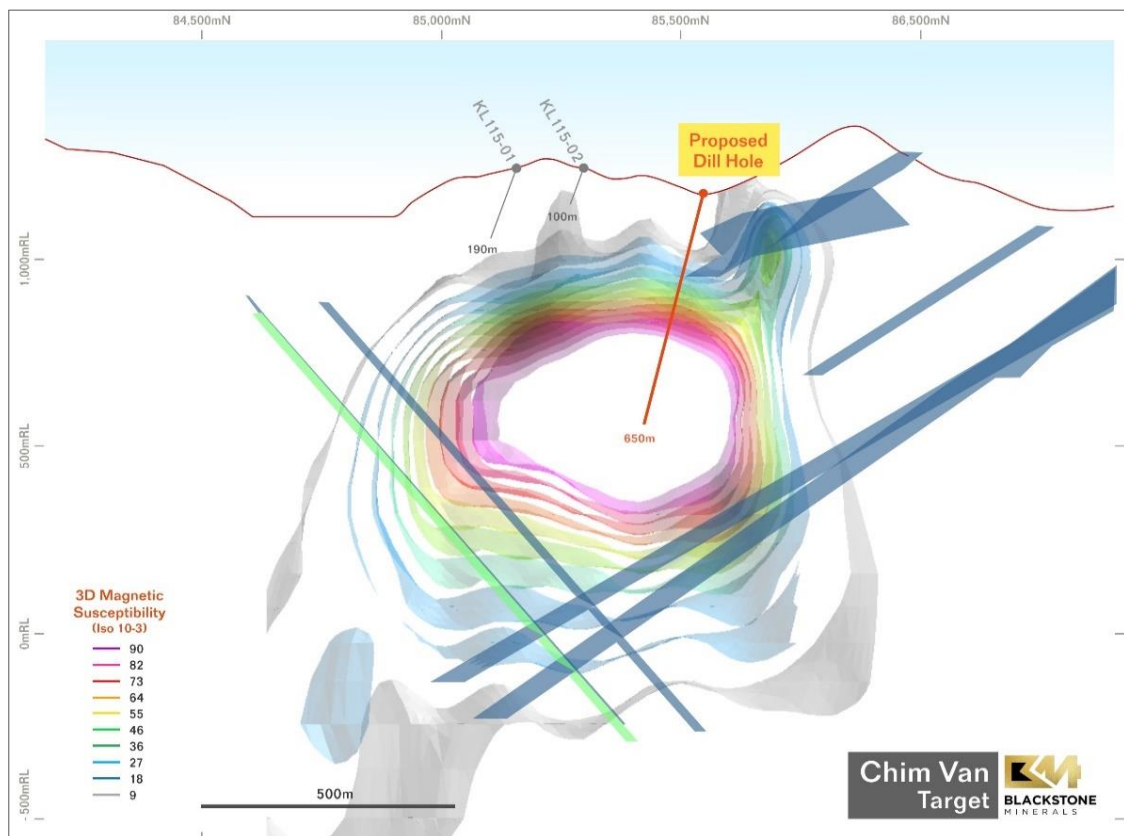 84,500mN
85,000mN
85,500mN
86,500mN
KL115-01
KL115-02
Proposed
Dill Hole
100m
190m
1,000mRL
650m
500mRL
3D Magnetic
Susceptibility
(Iso 10-3)
90
82
73
64
55
46
36
27
18
9
0mRL
-500mRL
500m
Chim Van
Target
BM
BLACKSTONE
MINERALS